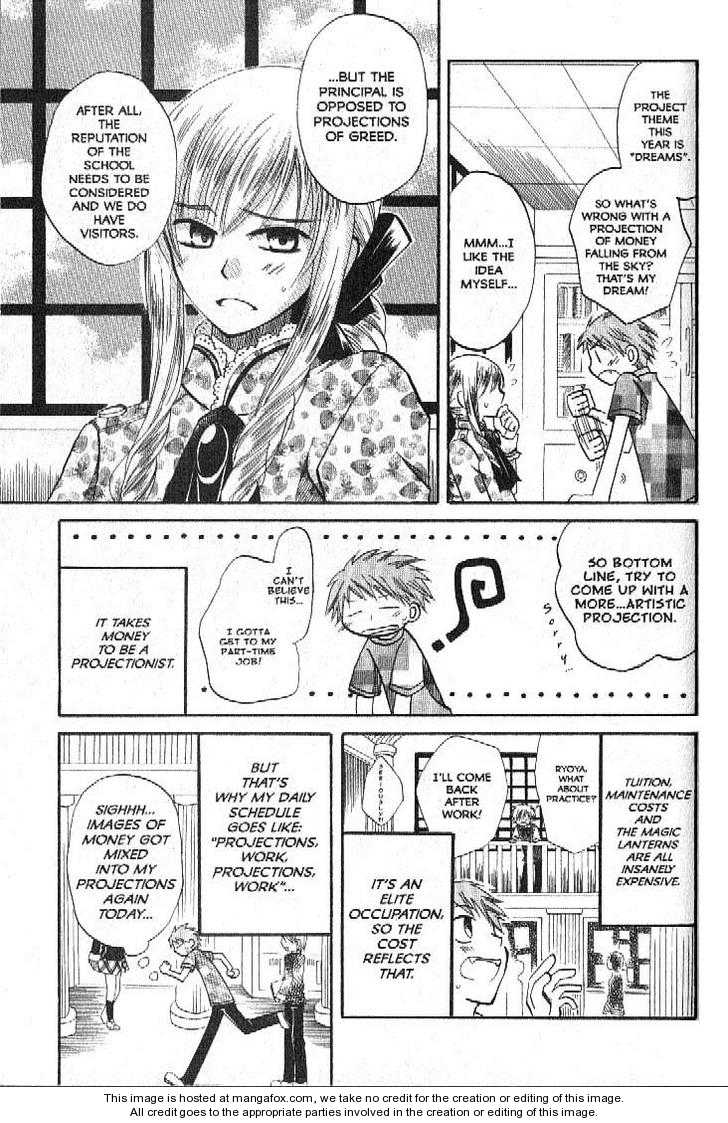 THE
PROJECT
THEME
THIS
YEAR IS
"DREAMS".
SO WHAT'S
WRONG WITH A
PROJECTION
OF MONEY
FALLING FROM
THE SKY?
THAT'S MY
DREAM!
MMM...I
LIKE THE
IDEA
MYSELF...
...BUT THE
PRINCIPAL IS
OPPOSED TO
PROJECTIONS
OF GREED.
AFTER ALL,
THE
REPUTATION
OF THE
SCHOOL
NEEDS TO BE
CONSIDERED
AND WE DO
HAVE
VISITORS.
SO BOTTOM
LINE, TRY TO
COME UP WITH A
MORE...ARTISTIC
PROJECTION.
Sorry...
I
CAN'T
BELIEVE
THIS...
I GOTTA
GET TO MY
PART-TIME
JOB!
IT TAKES
MONEY
TO BE A
PROJECTIONIST.
TUITION,
MAINTENANCE
COSTS
AND
THE MAGIC
LANTERNS
ARE ALL
INSANELY
EXPENSIVE.
RYOYA,
WHAT
ABOUT
PRACTICE?
I'LL COME
BACK
AFTER
WORK!
SERIOUSLY?!
IT'S AN
ELITE
OCCUPATION,
SO THE
COST
REFLECTS
THAT.
BUT
THAT'S
WHY MY DAILY
SCHEDULE
GOES LIKE:
"PROJECTIONS,
WORK,
PROJECTIONS,
WORK"...
SIGHHH...
IMAGES OF
MONEY GOT
MIXED
INTO MY
PROJECTIONS
AGAIN
TODAY...
This image is hosted at mangafox.com, we take no credit for the creation or editing of this image.
All credit goes to the appropriate parties involved in the creation or editing of this image.